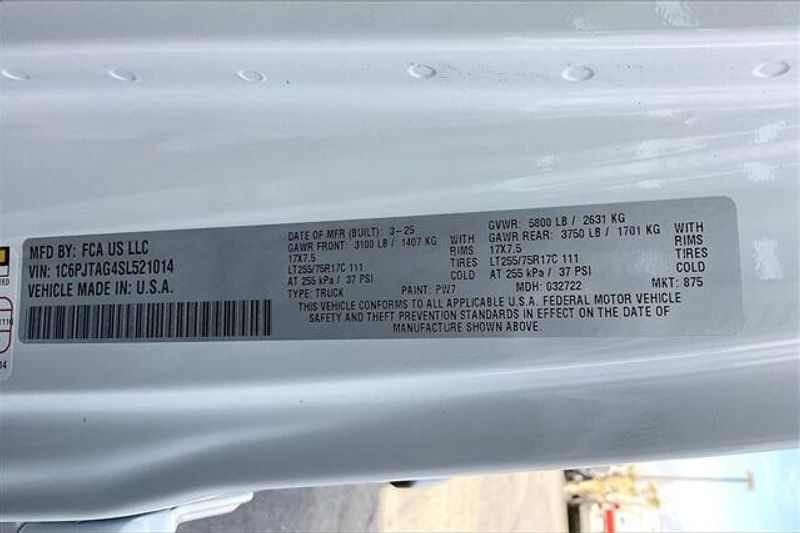 MFD BY: FCA US LLC
VIN: 1C6PJTAG4SL521014
VEHICLE MADE IN: U.S.A.
DATE OF MFR (BUILT): 3-25
GAWR FRONT: 3100 LB / 1407 KG WITH
17X7.5 RIMS
LT255/75R17C 111 TIRES
AT 255 kPa / 37 PSI COLD
TYPE: TRUCK PAINT: PW7
GVWR: 5800 LB / 2631 KG
GAWR REAR: 3750 LB / 1701 KG WITH
17X7.5 RIMS
LT255/75R17C 111 TIRES
AT 255 kPa / 37 PSI COLD
MDH: 032722 MKT: 875
THIS VEHICLE CONFORMS TO ALL APPLICABLE U.S.A. FEDERAL MOTOR VEHICLE
SAFETY AND THEFT PREVENTION STANDARDS IN EFFECT ON THE DATE OF
MANUFACTURE SHOWN ABOVE.